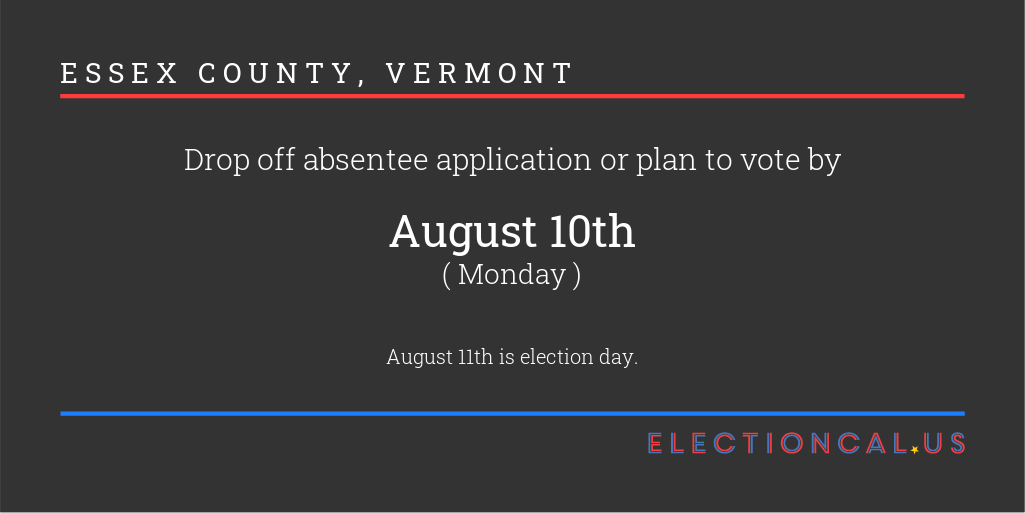 ESSEX COUNTY, VERMONT
Drop off absentee application or plan to vote by
August 10th
( Monday )
August 11th is election day.
ELECTIONCAL.US